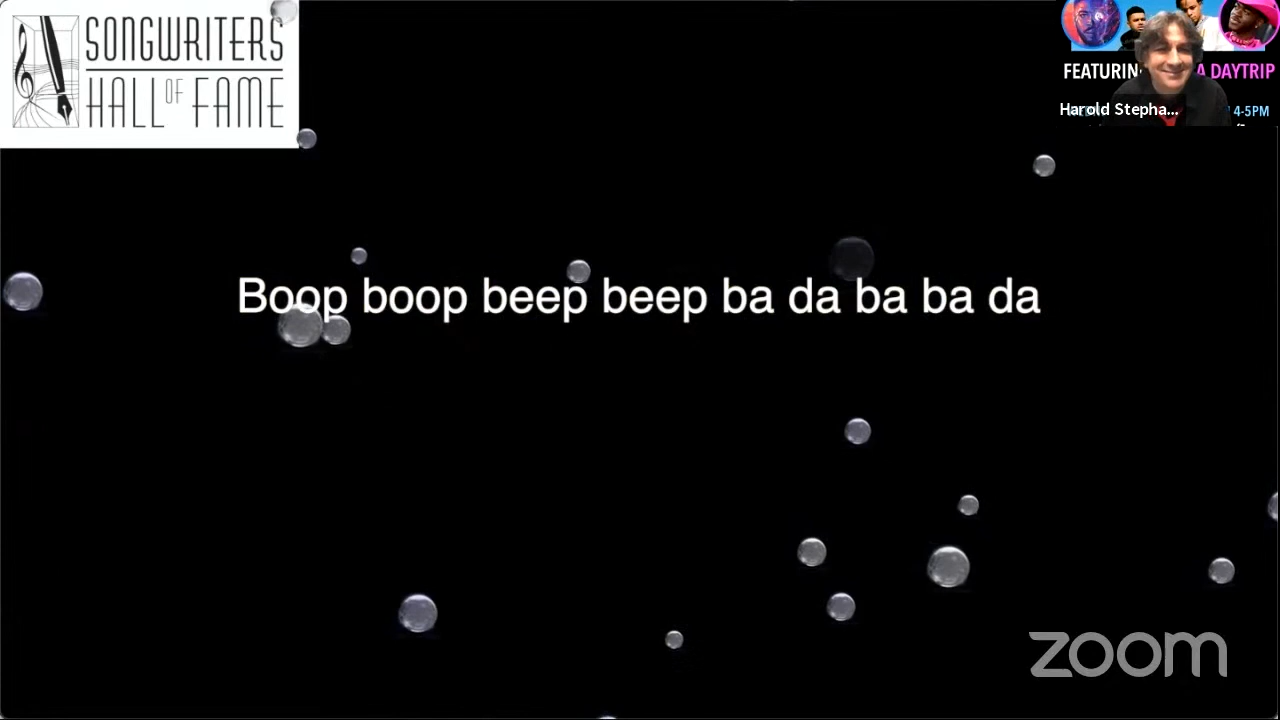 SONGWRITERS
HALL OF FAME
FEATURIN A DAYTRIP
Harold Stepha...
4-5PM
Boop boop beep beep ba da ba ba da
zoom